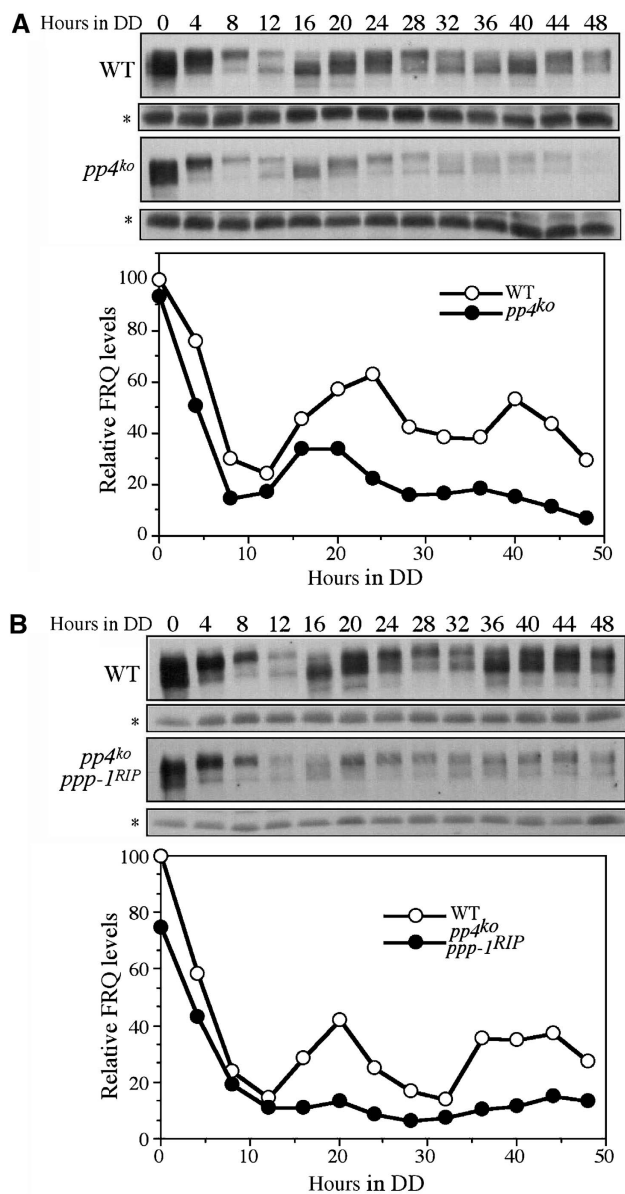 A
Hours in DD 0 4 8 12 16 20 24 28 32 36 40 44 48
WT
*
pp4ko
*
100
80
60
40
20
0
Relative FRQ levels
WT
pp4ko
0 10 20 30 40 50
Hours in DD
B
Hours in DD 0 4 8 12 16 20 24 28 32 36 40 44 48
WT
*
pp4ko
ppp-1RIP
*
100
80
60
40
20
0
Relative FRQ levels
WT
pp4ko
ppp-1RIP
0 10 20 30 40 50
Hours in DD